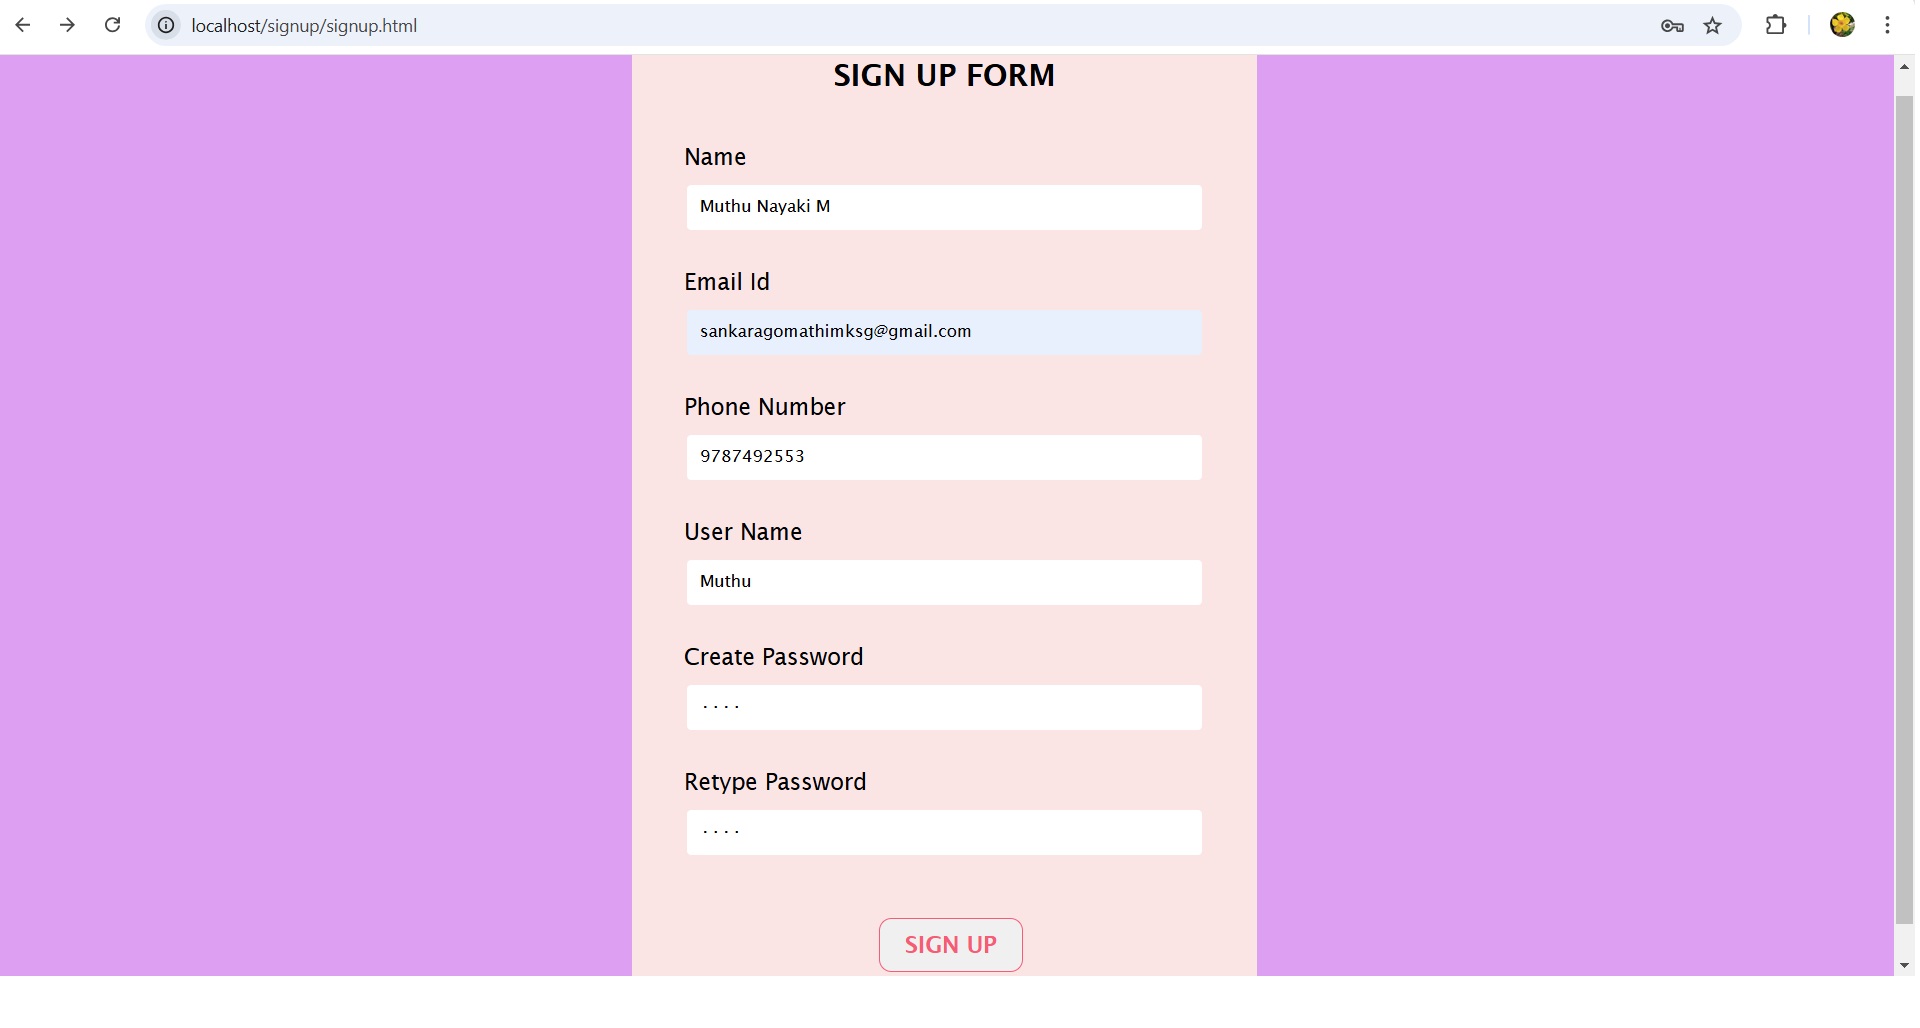 localhost/signup/signup.html
SIGN UP FORM
Name
Muthu Nayaki M
Email Id
sankaragomathimksg@gmail.com
Phone Number
9787492553
User Name
Muthu
Create Password
....
Retype Password
....
SIGN UP